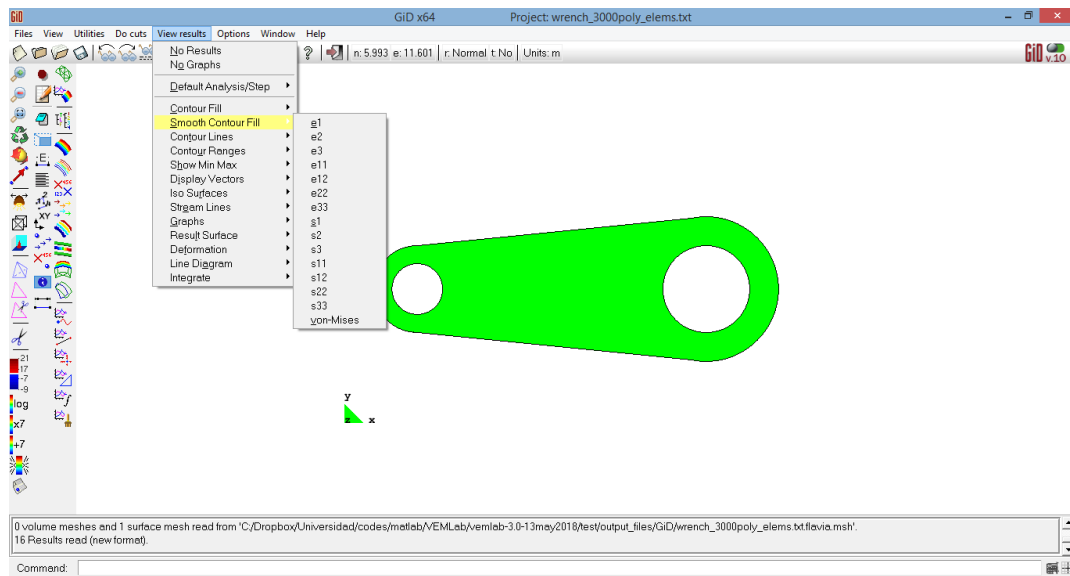 GiD
GiD x64 Project: wrench_3000poly_elems.txt
Files View Utilities Do cuts View results Options Window Help
n: 5.993 e: 11.601 r: Normal t: No Units: m
GiD v.10
No Results
No Graphs
Default Analysis/Step
Contour Fill
Smooth Contour Fill
Contour Lines
Contour Ranges
Show Min Max
Display Vectors
Iso Surfaces
Stream Lines
Graphs
Result Surface
Deformation
Line Diagram
Integrate
e1
e2
e3
e11
e12
e22
e33
s1
s2
s3
s11
s12
s22
s33
von-Mises
:E:
XY
21
17
-7
-9
log
x7
+7
y
z x
0 volume meshes and 1 surface mesh read from 'C:/Dropbox/Universidad/codes/matlab/VEMLab/vemlab-3.0-13may2018/test/output_files/GiD/wrench_3000poly_elems.txt.flavia.msh'.
16 Results read (new format).
Command: